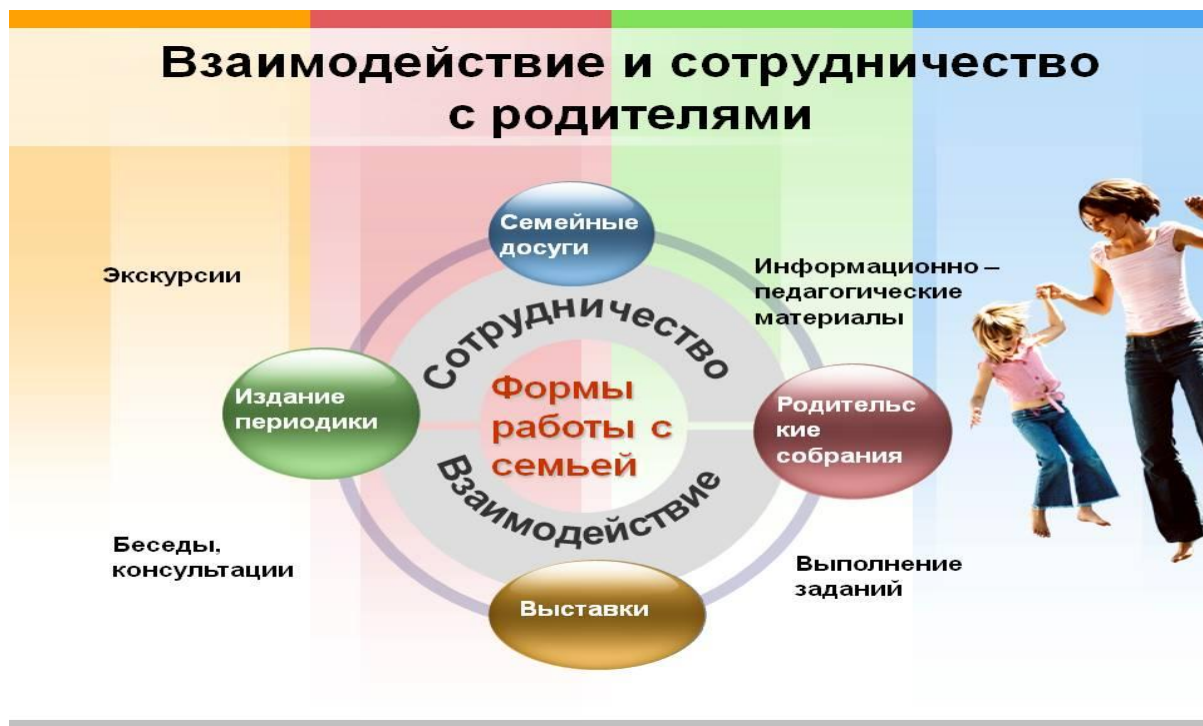 Взаимодействие и сотрудничество
с родителями
Семейные
досуги
Экскурсии
Информационно –
педагогические
материалы
Сотрудничество
Издание
периодики
Формы
работы с
семьей
Родительс
кие
собрания
Взаимодействие
Беседы,
консультации
Выполнение
заданий
Выставки